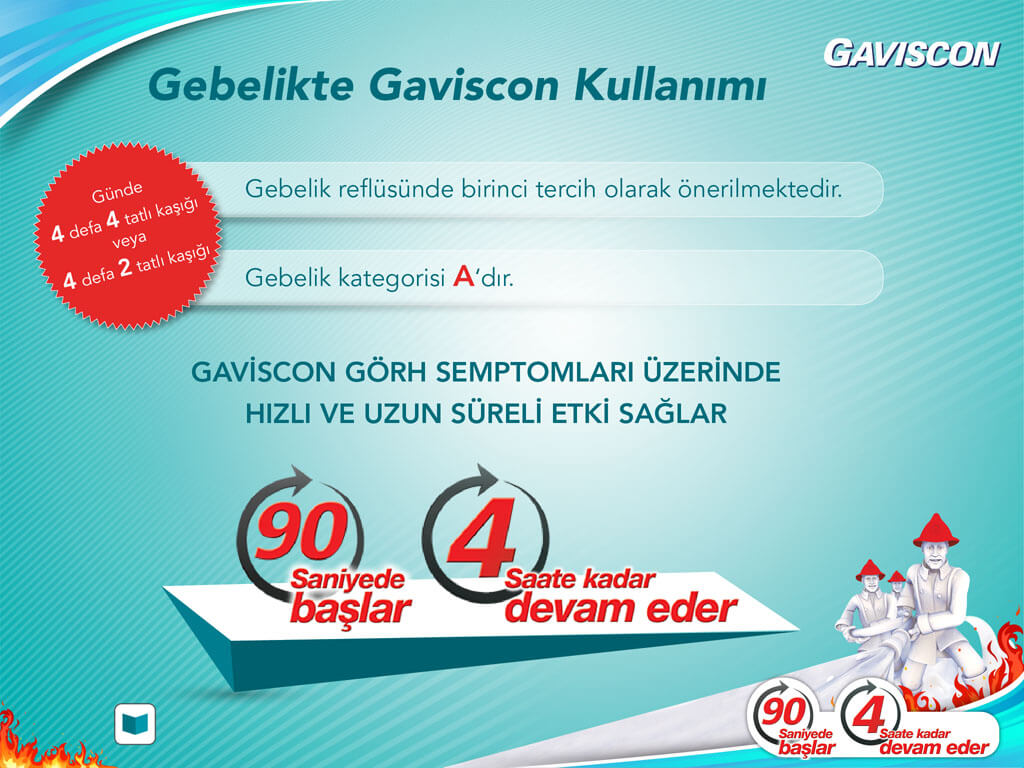 GAVISCON
Gebelikte Gaviscon Kullanımı
Günde
4 defa 4 tatlı kaşığı
veya
4 defa 2 tatlı kaşığı
Gebelik reflüsünde birinci tercih olarak önerilmektedir.
Gebelik kategorisi A'dır.
GAVİSCON GÖRH SEMPTOMLARI ÜZERİNDE
HIZLI VE UZUN SÜRELİ ETKİ SAĞLAR
90
Saniyede
başlar
4
Saate kadar
devam eder
90
Saniyede
başlar
4
Saate kadar
devam eder